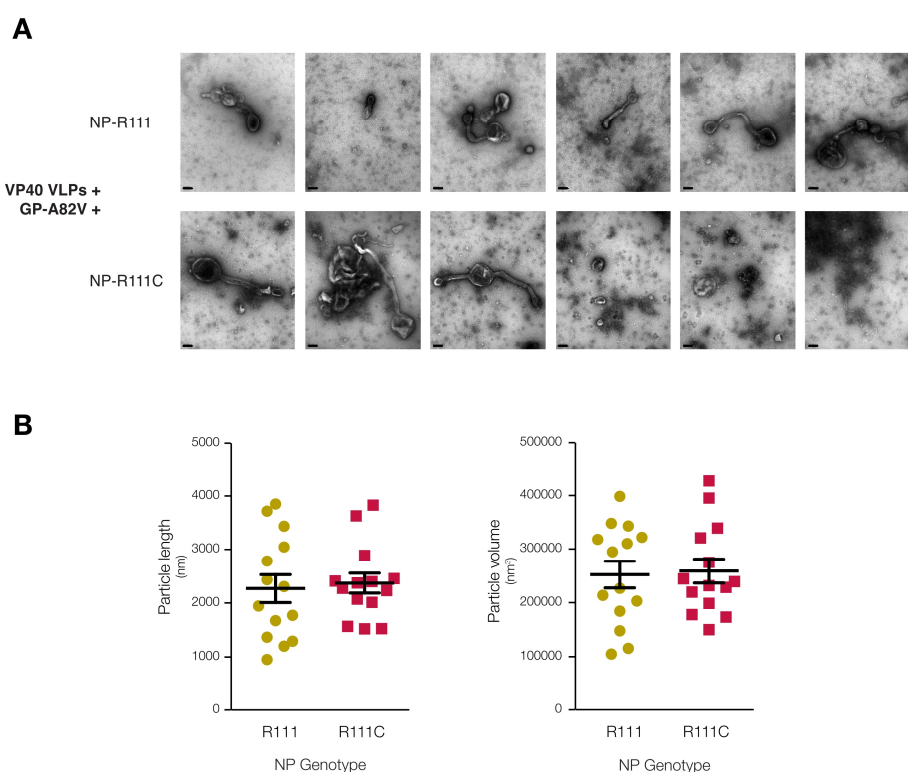 A
NP-R111
VP40 VLPs +
GP-A82V +
NP-R111C
B
5000
4000
3000
2000
1000
0
Particle length
(nm)
R111
R111C
NP Genotype
500000
400000
300000
200000
100000
0
Particle volume
(nm²)
R111
R111C
NP Genotype